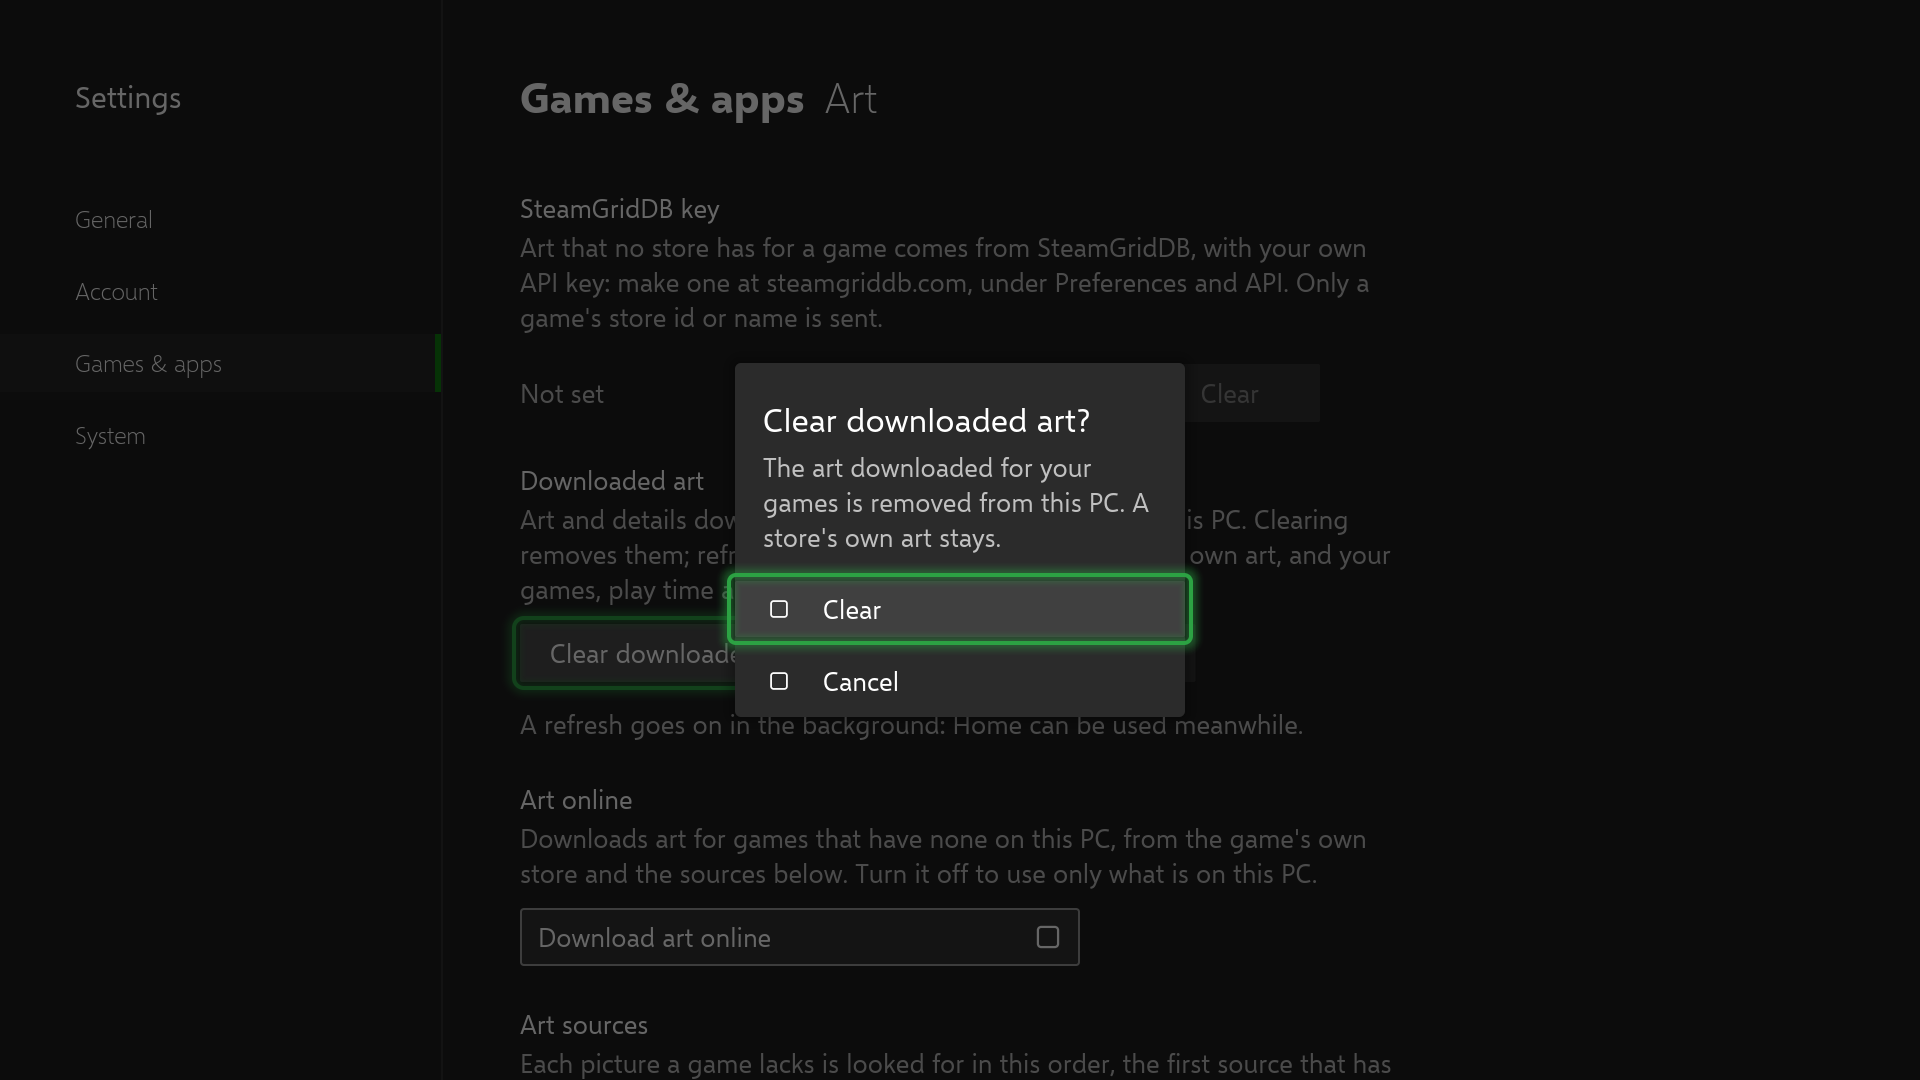 Settings
General
Account
Games & apps
System
Games & apps Art
SteamGridDB key
Art that no store has for a game comes from SteamGridDB, with your own
API key: make one at steamgriddb.com, under Preferences and API. Only a
game's store id or name is sent.
Not set
Clear
Downloaded art
Art and details is PC. Clearing
removes them; own art, and your
games, play time
Clear
A refresh goes on in the background: Home can be used meanwhile.
Art online
Downloads art for games that have none on this PC, from the game's own
store and the sources below. Turn it off to use only what is on this PC.
Download art online
Art sources
Each picture a game lacks is looked for in this order, the first source that has
Clear downloaded art?
The art downloaded for your
games is removed from this PC. A
store's own art stays.
Clear
Cancel